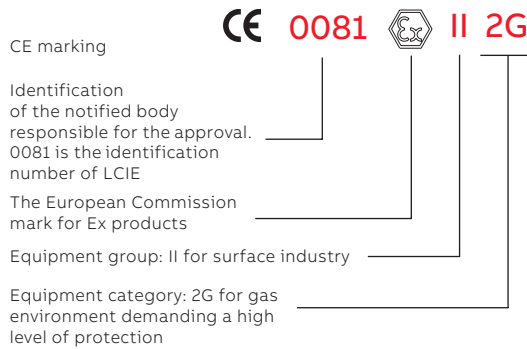 CE 0081 Ex II 2G
CE marking
Identification
of the notified body
responsible for the approval.
0081 is the identification
number of LCIE
The European Commission
mark for Ex products
Equipment group: II for surface industry
Equipment category: 2G for gas
environment demanding a high
level of protection